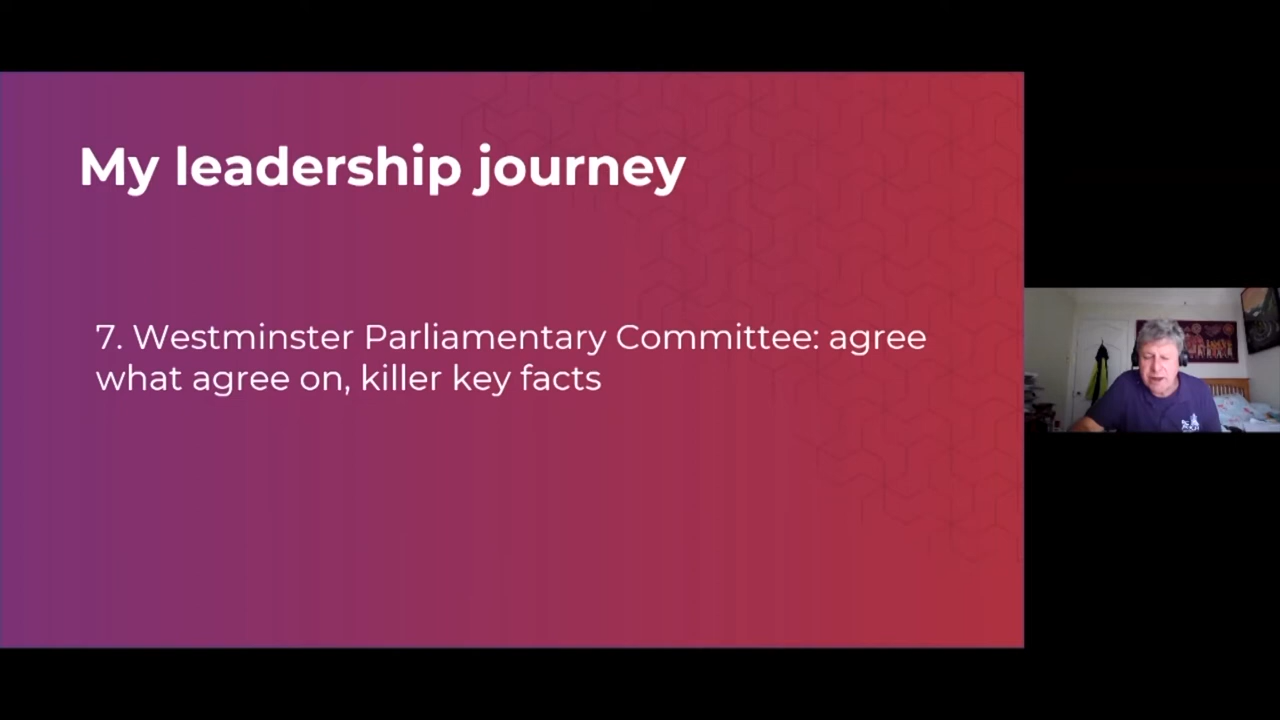 My leadership journey
7. Westminster Parliamentary Committee: agree
what agree on, killer key facts